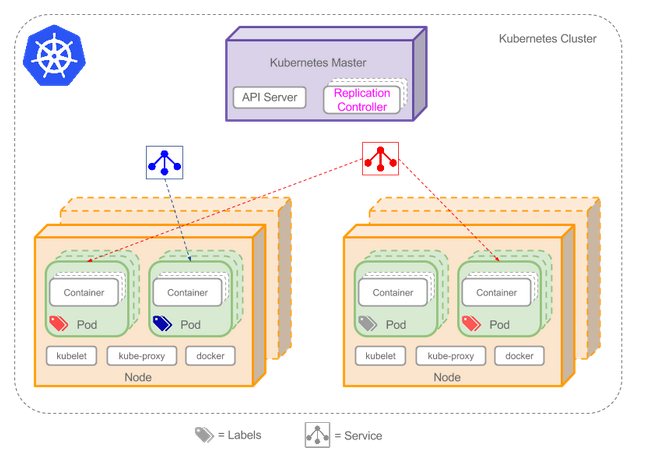 Kubernetes Cluster
Kubernetes Master
API Server
Replication
Controller
Container
Container
Pod
Pod
kubelet
kube-proxy
docker
Node
Container
Container
Pod
Pod
kubelet
kube-proxy
docker
Node
= Labels
= Service